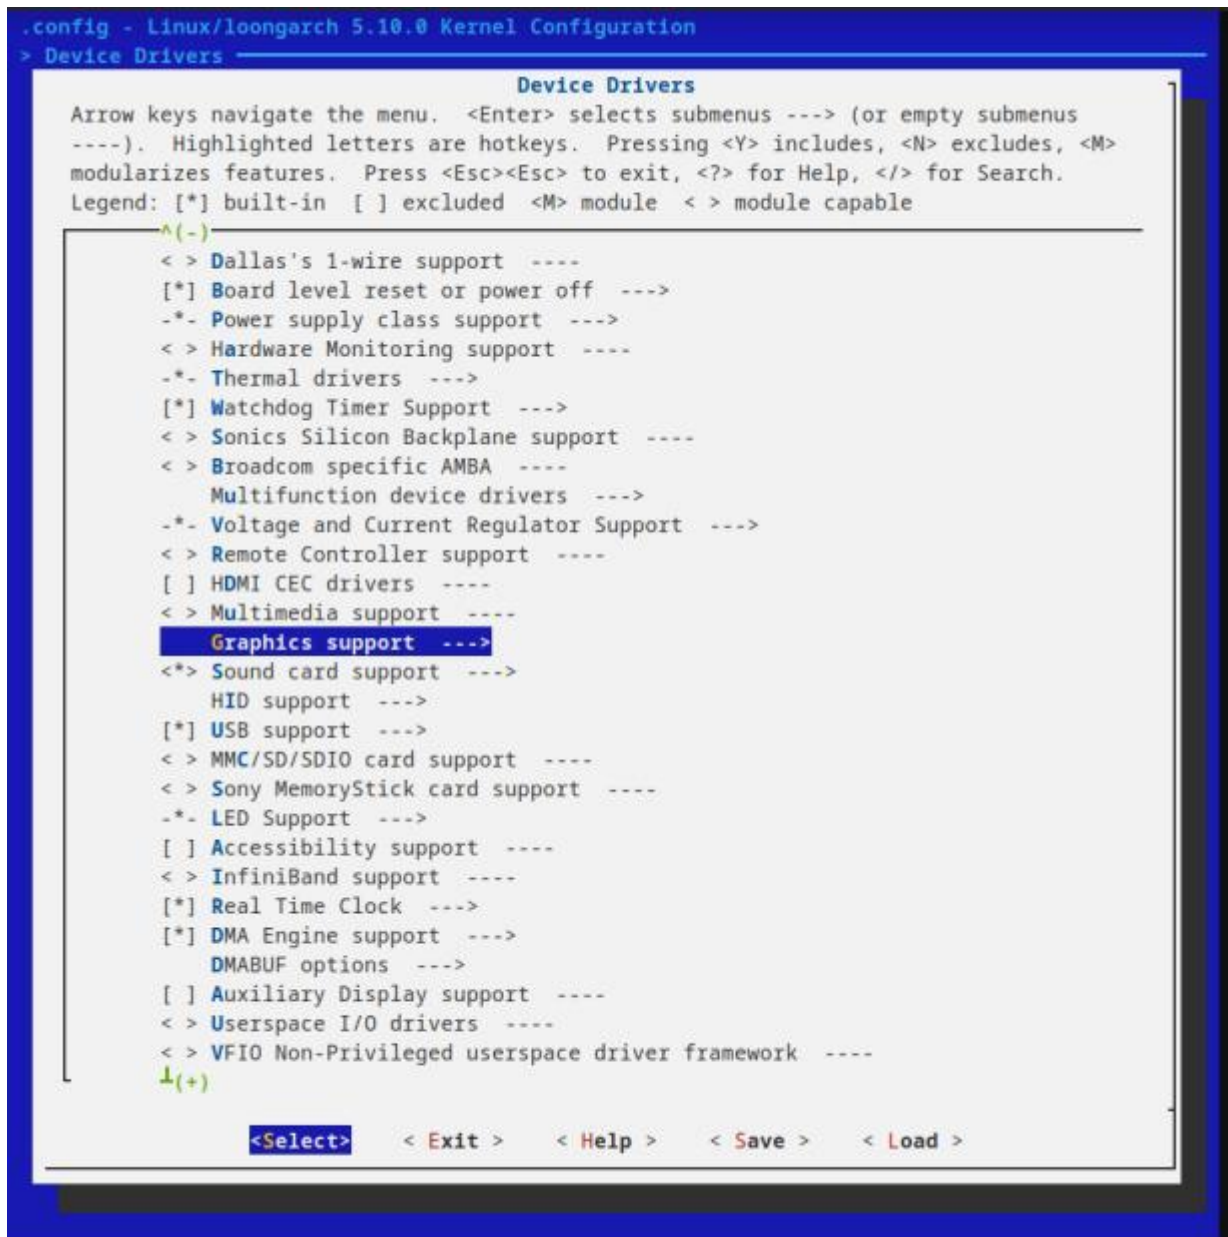 .config - Linux/loongarch 5.10.0 Kernel Configuration
> Device Drivers
Device Drivers
Arrow keys navigate the menu.  <Enter> selects submenus ---> (or empty submenus
----).  Highlighted letters are hotkeys.  Pressing <Y> includes, <N> excludes, <M>
modularizes features.  Press <Esc><Esc> to exit, <?> for Help, </> for Search.
Legend: [*] built-in  [ ] excluded  <M> module  < > module capable
^(-)
< > Dallas's 1-wire support  ----
[*] Board level reset or power off  --->
-*- Power supply class support  --->
< > Hardware Monitoring support  ----
-*- Thermal drivers  --->
[*] Watchdog Timer Support  --->
< > Sonics Silicon Backplane support  ----
< > Broadcom specific AMBA  ----
Multifunction device drivers  --->
-*- Voltage and Current Regulator Support  --->
< > Remote Controller support  ----
[ ] HDMI CEC drivers  ----
< > Multimedia support  ----
Graphics support  --->
<*> Sound card support  --->
HID support  --->
[*] USB support  --->
< > MMC/SD/SDIO card support  ----
< > Sony MemoryStick card support  ----
-*- LED Support  --->
[ ] Accessibility support  ----
< > InfiniBand support  ----
[*] Real Time Clock  --->
[*] DMA Engine support  --->
DMABUF options  --->
[ ] Auxiliary Display support  ----
< > Userspace I/O drivers  ----
< > VFIO Non-Privileged userspace driver framework  ----
┴(+)
<Select>    < Exit >    < Help >    < Save >    < Load >